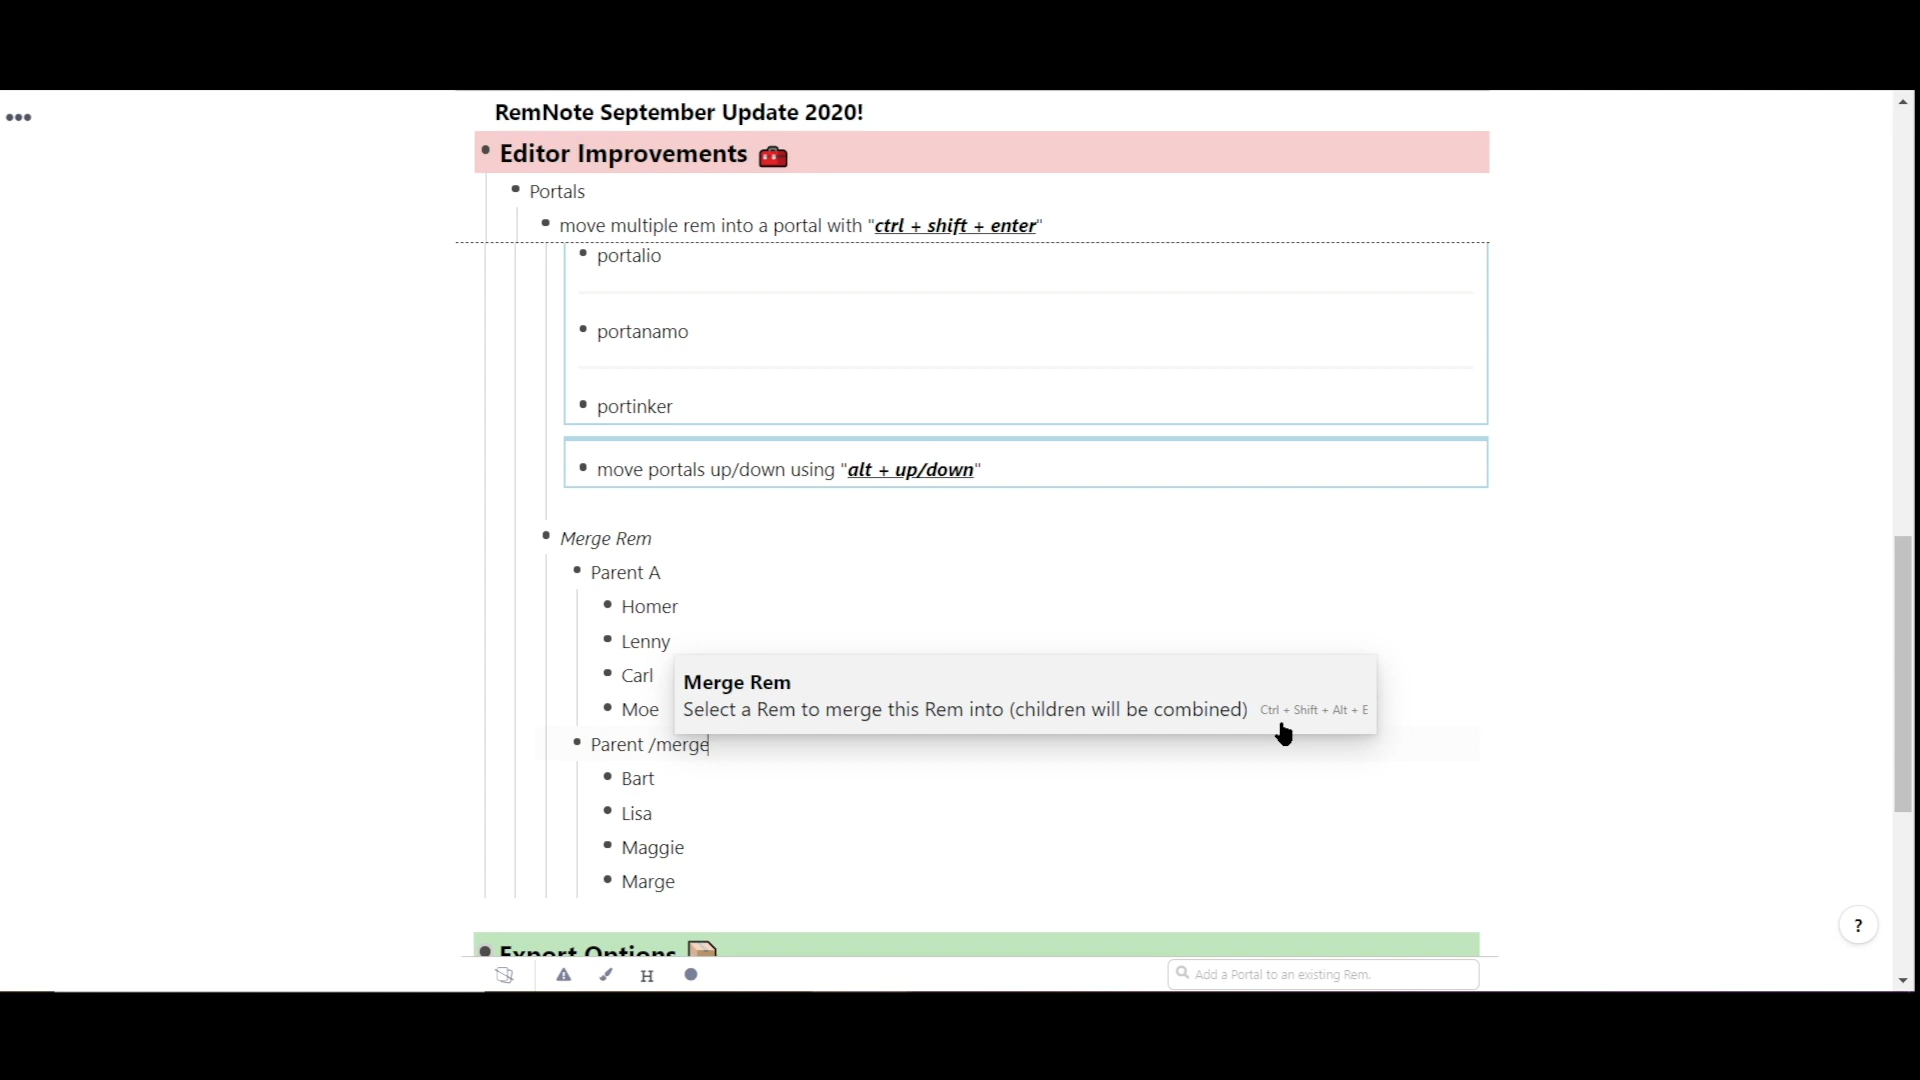 RemNote September Update 2020!
Editor Improvements
Portals
move multiple rem into a portal with "ctrl + shift + enter"
portalio
portanamo
portinker
move portals up/down using "alt + up/down"
Merge Rem
Parent A
Homer
Lenny
Carl
Moe
Merge Rem
Select a Rem to merge this Rem into (children will be combined) Ctrl + Shift + Alt + E
Parent /merge
Bart
Lisa
Maggie
Marge
Export Options
H
Add a Portal to an existing Rem.
?